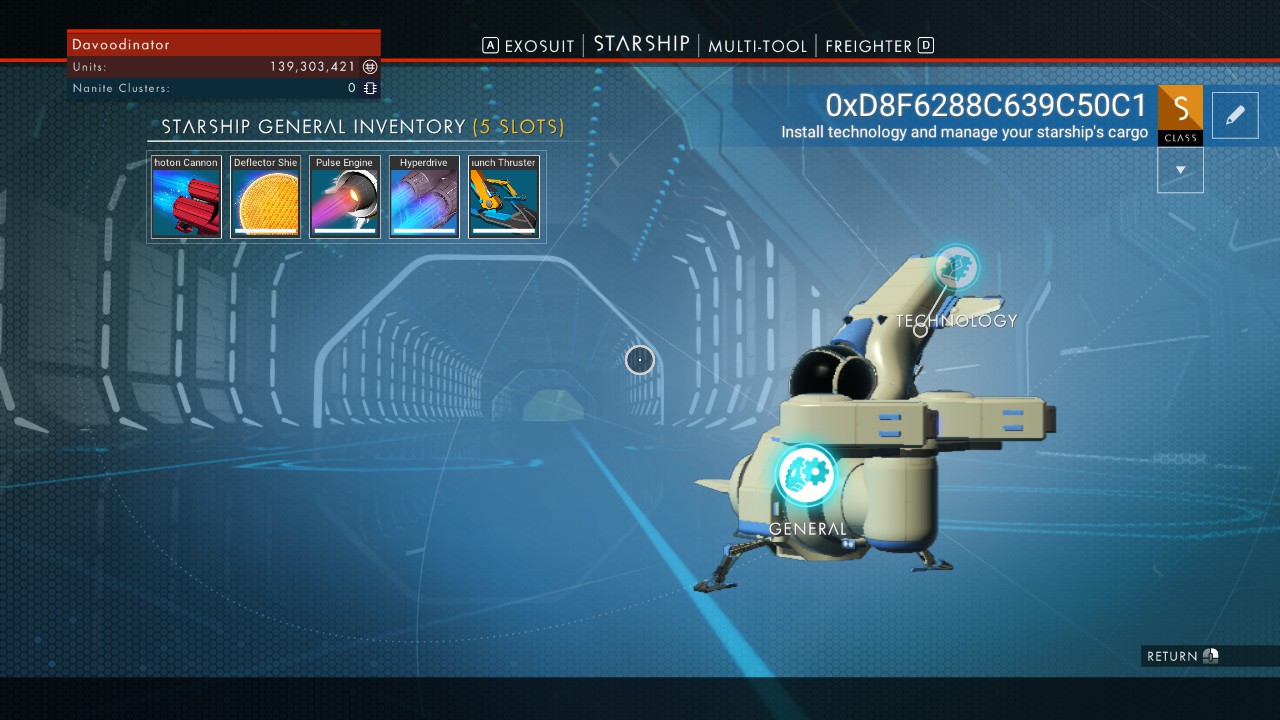 Davoodinator
Units: 139,303,421
Nanite Clusters: 0
A EXOSUIT STARSHIP MULTI-TOOL FREIGHTER D
0xD8F6288C639C50C1
Install technology and manage your starship's cargo
S
CLASS
STARSHIP GENERAL INVENTORY (5 SLOTS)
hoton Cannon Deflector Shie Pulse Engine Hyperdrive unch Thruster
TECHNOLOGY
GENERAL
RETURN